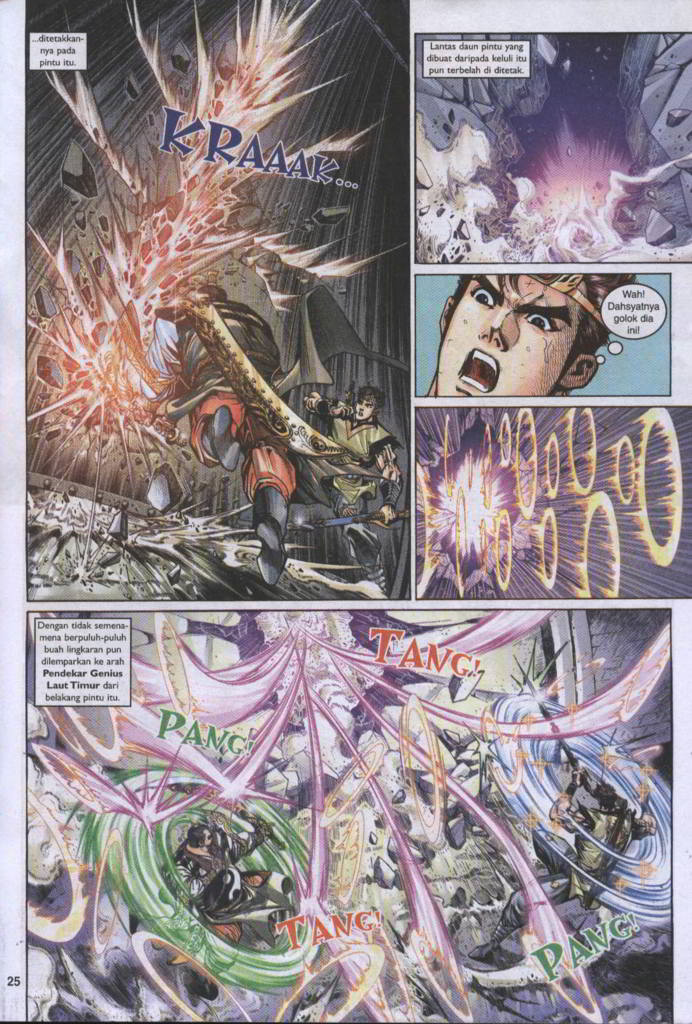 ...ditetakkan-
nya pada
pintu itu.
KRAAAK...
Lantas daun pintu yang
dibuat daripada keluli itu
pun terbelah di ditetak.
Wah!
Dahsyatnya
golok dia
ini!
Dengan tidak semena-
mena berpuluh-puluh
buah lingkaran pun
dilemparkan ke arah
Pendekar Genius
Laut Timur dari
belakang pintu itu.
TANG!
PANG!
TANG!
PANG!
25